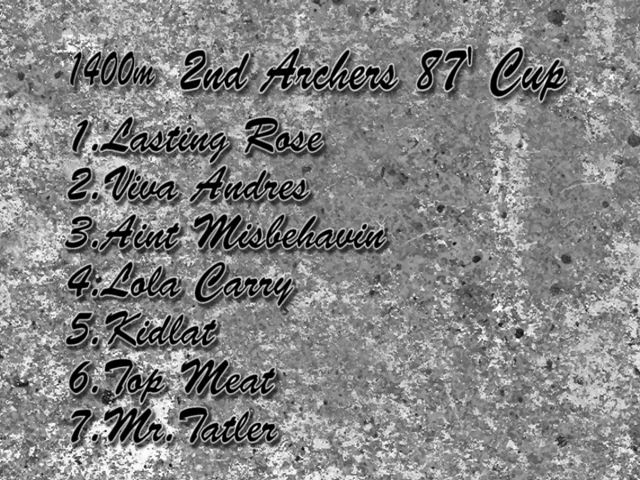 1400m 2nd Archers 87' Cup
1.Lasting Rose
2.Viva Andres
3.Aint Misbehavin
4.Lola Carry
5.Kidlat
6.Top Meat
7.Mr.Tatler